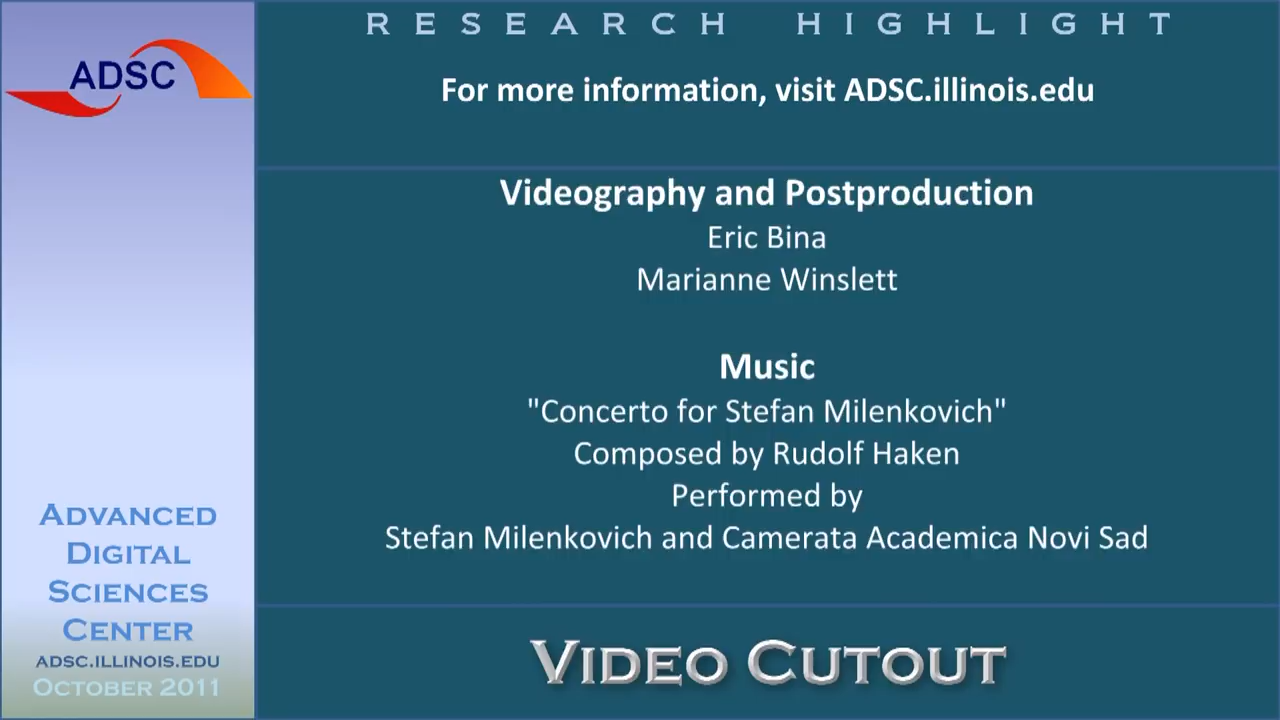 ADSC
RESEARCH HIGHLIGHT
For more information, visit ADSC.illinois.edu
Videography and Postproduction
Eric Bina
Marianne Winslett
Music
"Concerto for Stefan Milenkovich"
Composed by Rudolf Haken
Performed by
Stefan Milenkovich and Camerata Academica Novi Sad
ADVANCED
DIGITAL
SCIENCES
CENTER
ADSC.ILLINOIS.EDU
OCTOBER 2011
VIDEO CUTOUT